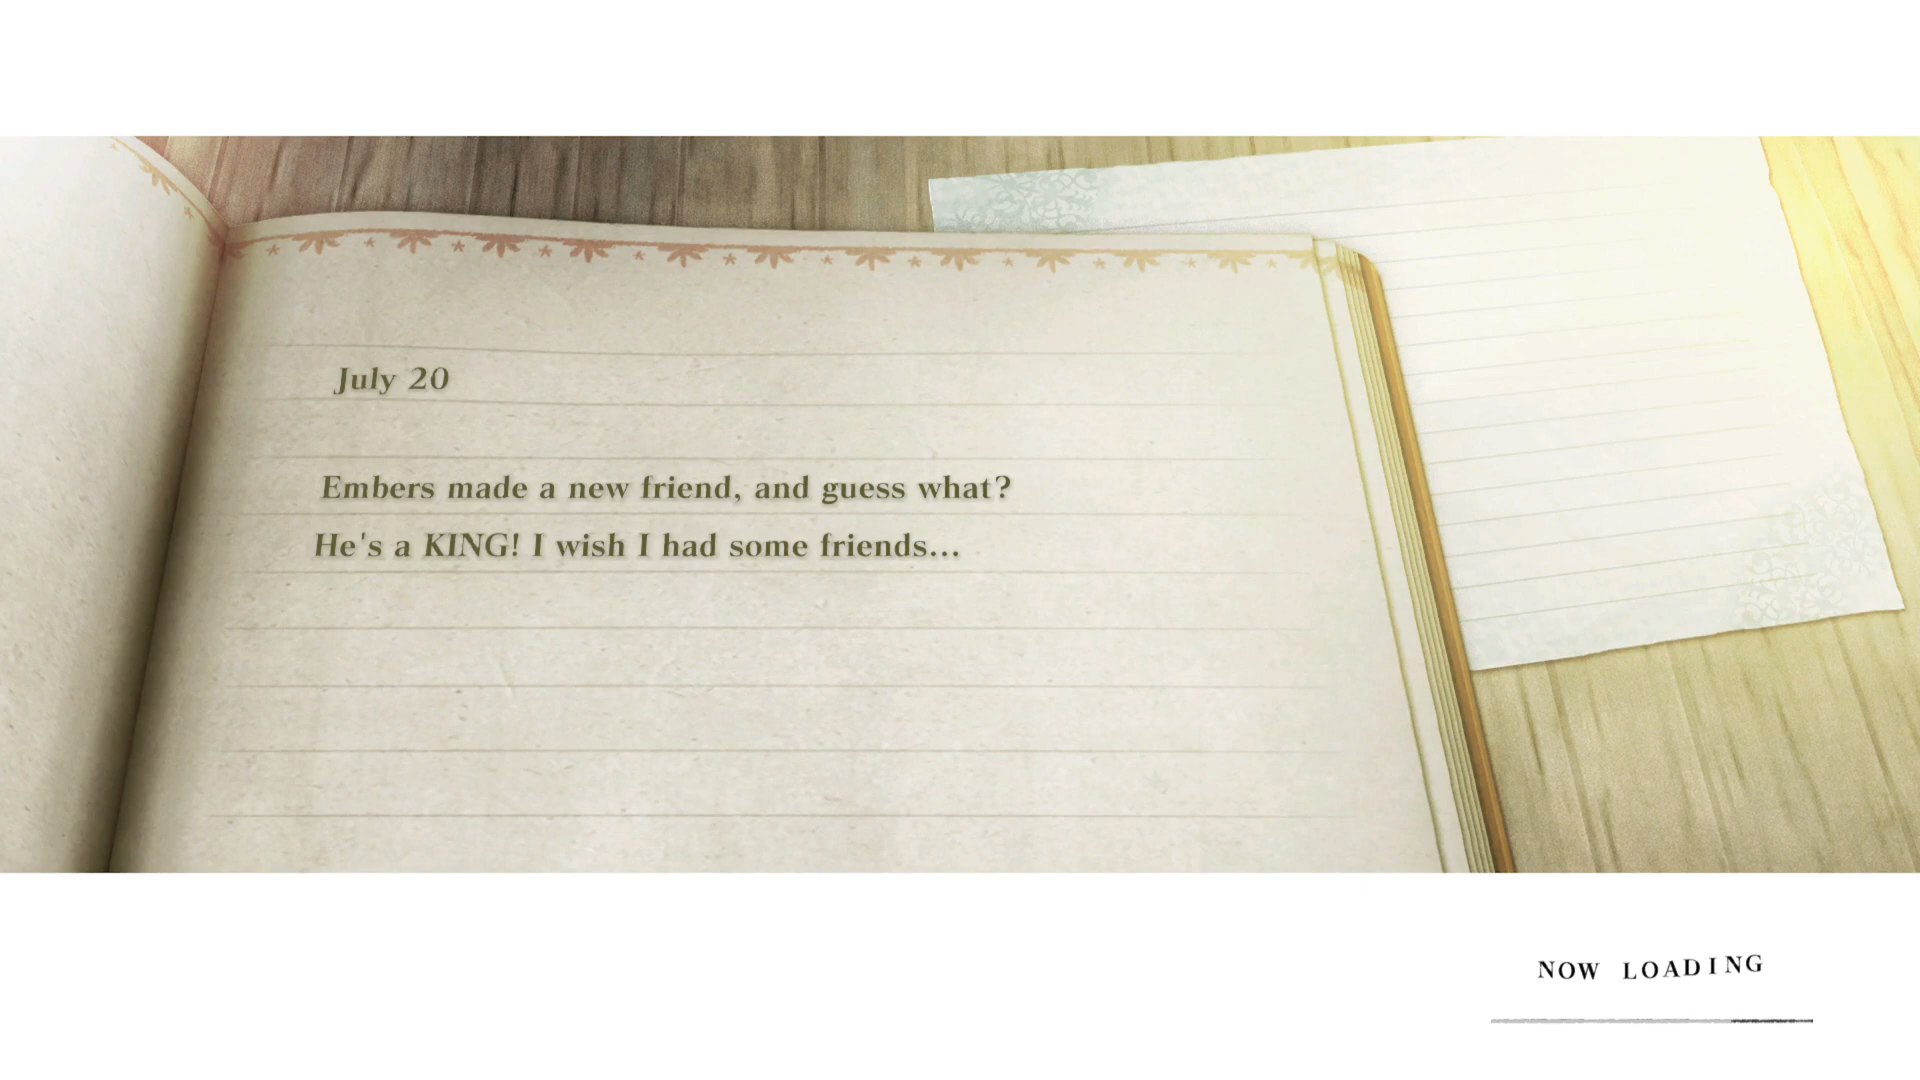 July 20
Embers made a new friend, and guess what?
He's a KING! I wish I had some friends...
NOW LOADING